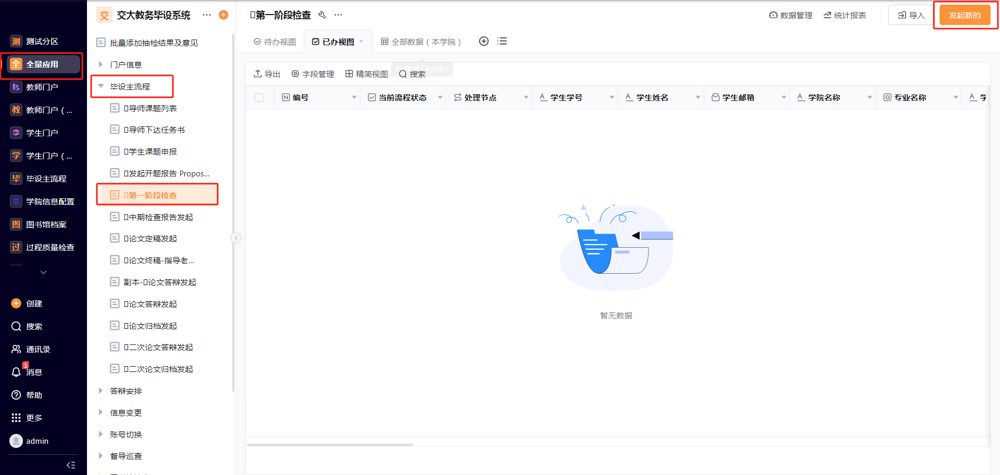 测 测试分区
全 全量应用
教师门户
教 教师门户（...
学生门户
学 学生门户（...
毕 毕设主流程
学院信息配置
图 图书馆档案
过 过程质量检查
创建
搜索
通讯录
1
消息
帮助
更多
admin
交 交大教务毕设系统
批量添加抽检结果及意见
门户信息
毕设主流程
导师课题列表
导师下达任务书
学生课题申报
发起开题报告 Propos...
第一阶段检查
中期检查报告发起
论文定稿发起
论文终稿-指导老...
副本-论文答辩发起
论文答辩发起
论文归档发起
二次论文答辩发起
二次论文归档发起
答辩安排
信息变更
账号切换
督导巡查
第一阶段检查
数据管理 统计报表 导入 发起新的
待办视图 已办视图 全部数据（本学院）
导出 字段管理 精简视图 搜索
编号 当前流程状态 处理节点 学生学号 学生姓名 学生邮箱 学院名称 专业名称 学
暂无数据